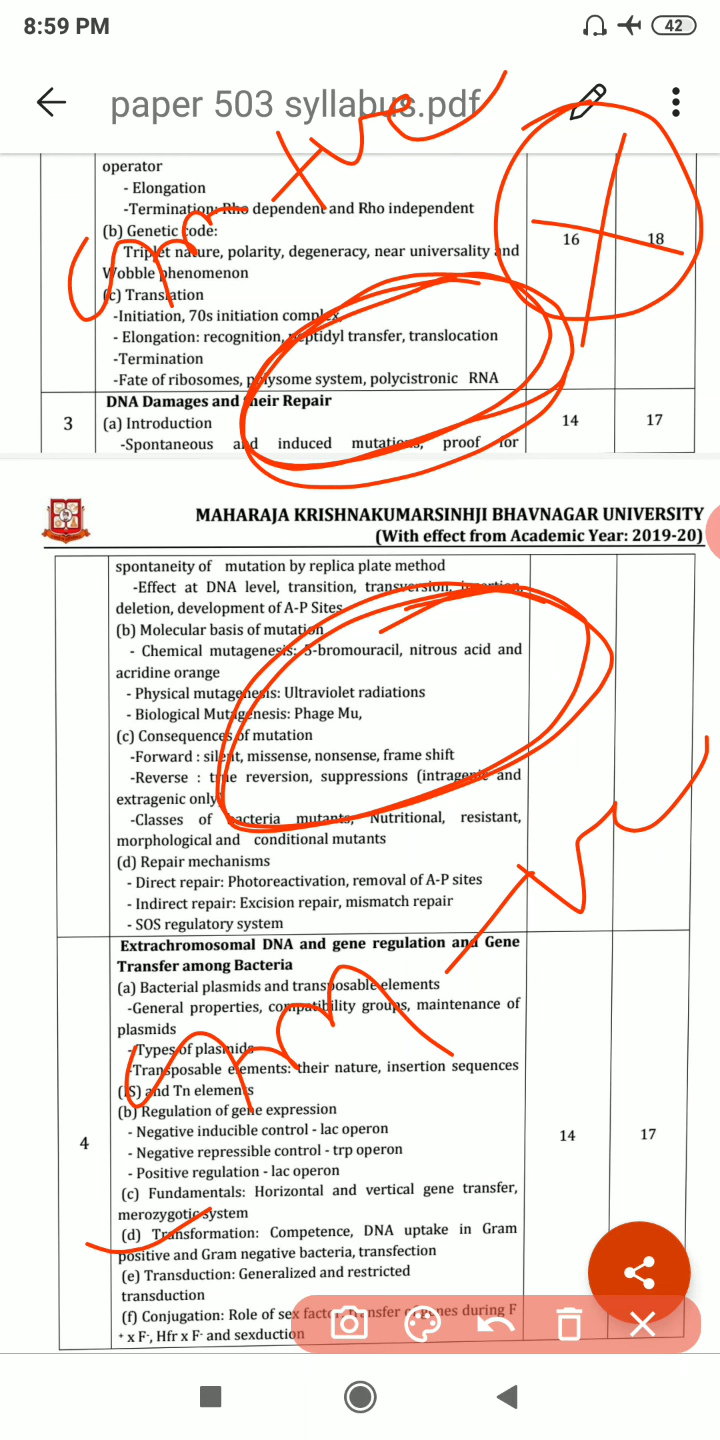 8:59 PM
42
paper 503 syllabus.pdf
operator
- Elongation
-Termination: Rho dependent and Rho independent
(b) Genetic code:
Triplet nature, polarity, degeneracy, near universality and
Wobble phenomenon
(c) Translation
-Initiation, 70s initiation complex
- Elongation: recognition, peptidyl transfer, translocation
-Termination
-Fate of ribosomes, polysome system, polycistronic RNA
16
18
3
DNA Damages and their Repair
(a) Introduction
-Spontaneous and induced mutations, proof for
14
17
MAHARAJA KRISHNAKUMARSINHJI BHAVNAGAR UNIVERSITY
(With effect from Academic Year: 2019-20)
spontaneity of mutation by replica plate method
-Effect at DNA level, transition, transversion, insertion,
deletion, development of A-P Sites
(b) Molecular basis of mutation
- Chemical mutagenesis: 5-bromouracil, nitrous acid and
acridine orange
- Physical mutagenesis: Ultraviolet radiations
- Biological Mutagenesis: Phage Mu,
(c) Consequences of mutation
-Forward : silent, missense, nonsense, frame shift
-Reverse : true reversion, suppressions (intragenic and
extragenic only)
-Classes of bacteria mutants, Nutritional, resistant,
morphological and conditional mutants
(d) Repair mechanisms
- Direct repair: Photoreactivation, removal of A-P sites
- Indirect repair: Excision repair, mismatch repair
- SOS regulatory system
4
Extrachromosomal DNA and gene regulation and Gene
Transfer among Bacteria
(a) Bacterial plasmids and transposable elements
-General properties, compatibility groups, maintenance of
plasmids
-Types of plasmids
-Transposable elements: their nature, insertion sequences
(IS) and Tn elements
(b) Regulation of gene expression
- Negative inducible control - lac operon
- Negative repressible control - trp operon
- Positive regulation - lac operon
(c) Fundamentals: Horizontal and vertical gene transfer,
merozygotic system
(d) Transformation: Competence, DNA uptake in Gram
positive and Gram negative bacteria, transfection
(e) Transduction: Generalized and restricted
transduction
(f) Conjugation: Role of sex factor, transfer of genes during F
+ x F-, Hfr x F- and sexduction
14
17